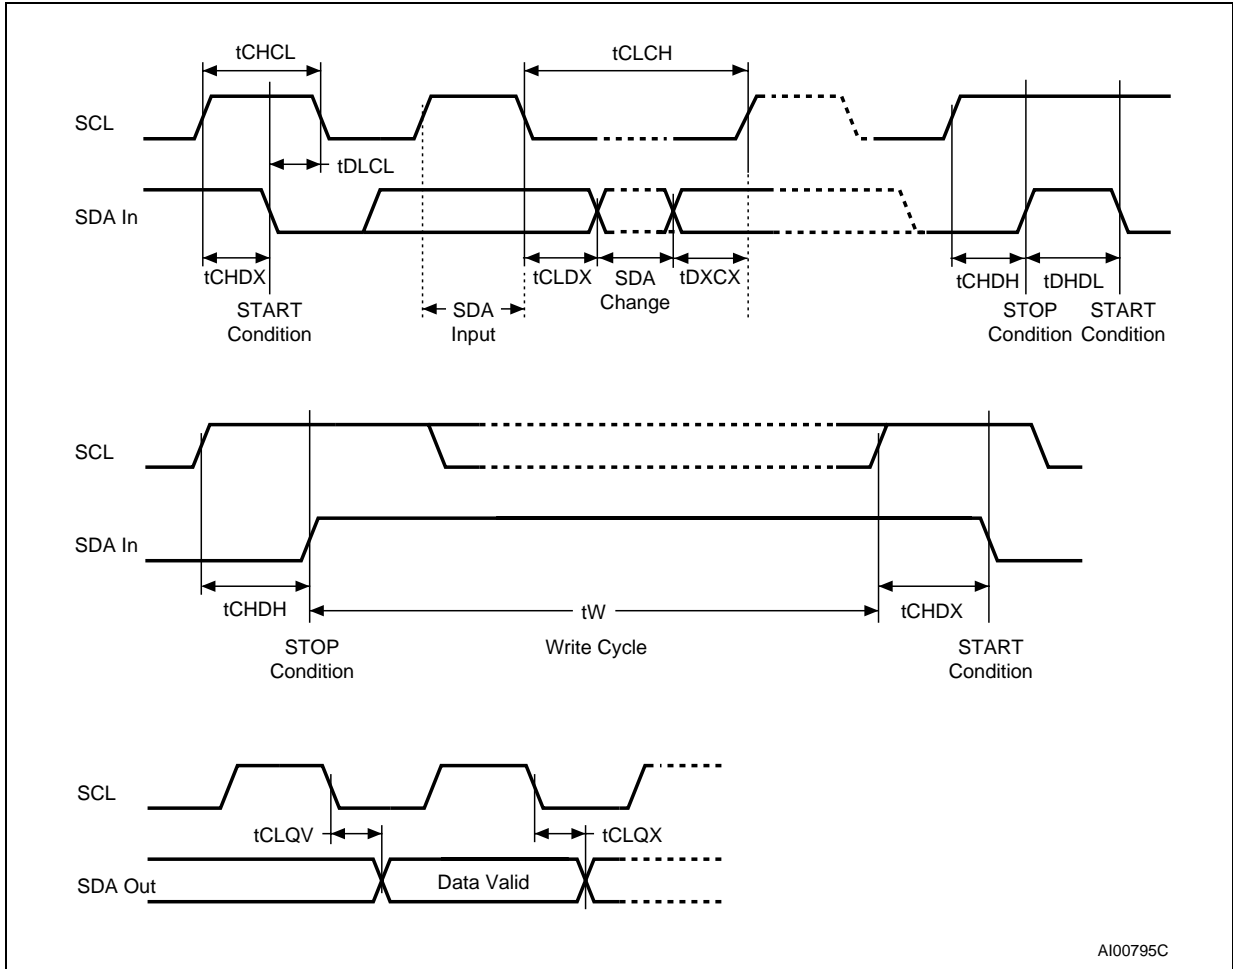 tCHCL
tCLCH
SCL
tDLCL
SDA In
tCHDX
tCLDX
SDA
Change
tDXCX
tCHDH
tDHDL
START
Condition
SDA
Input
STOP
Condition
START
Condition
SCL
SDA In
tCHDH
tW
tCHDX
STOP
Condition
Write Cycle
START
Condition
SCL
tCLQV
tCLQX
SDA Out
Data Valid
AI00795C